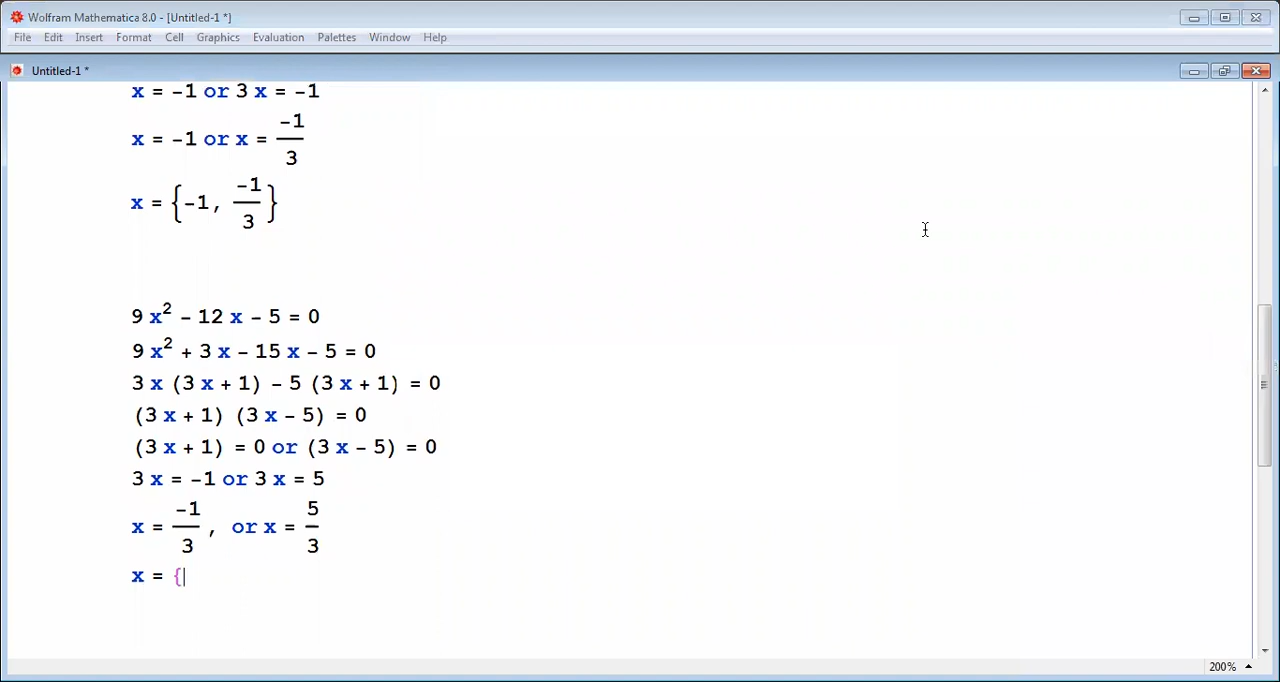 Wolfram Mathematica 8.0 - [Untitled-1 *]
File Edit Insert Format Cell Graphics Evaluation Palettes Window Help
Untitled-1 *
x = -1 or 3 x = -1
x = -1 or x = -1/3
x = {-1, -1/3}
9 x² - 12 x - 5 = 0
9 x² + 3 x - 15 x - 5 = 0
3 x (3 x + 1) - 5 (3 x + 1) = 0
(3 x + 1) (3 x - 5) = 0
(3 x + 1) = 0 or (3 x - 5) = 0
3 x = -1 or 3 x = 5
x = -1/3, or x = 5/3
x = {
200%